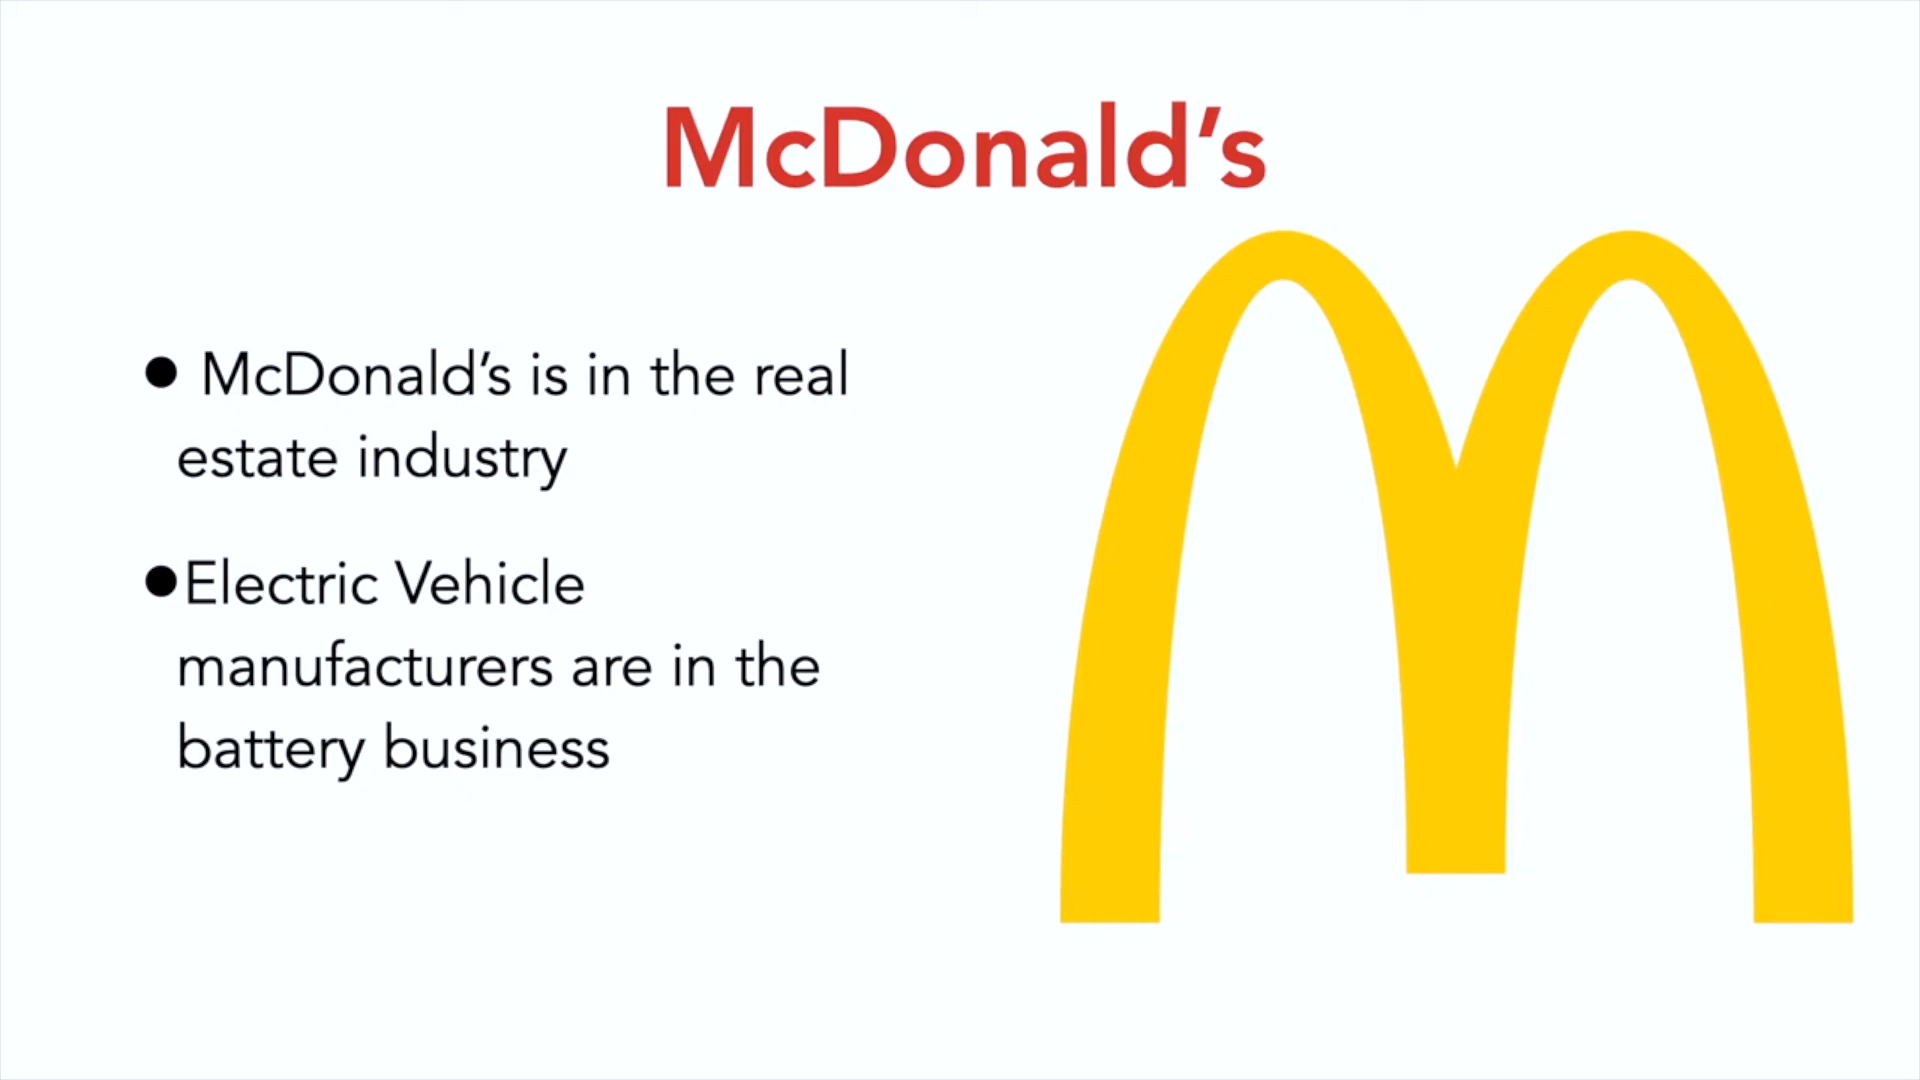 McDonald’s
● McDonald’s is in the real
estate industry
●Electric Vehicle
manufacturers are in the
battery business